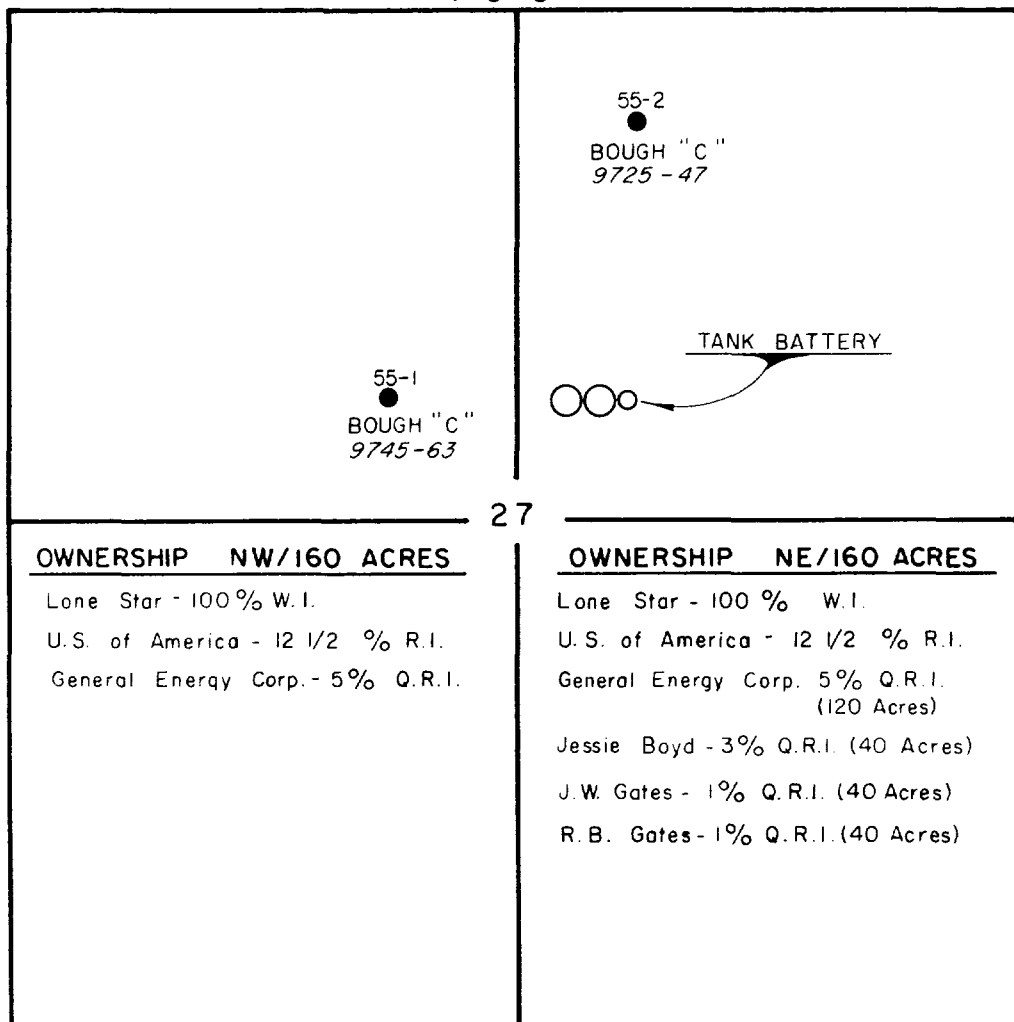 55-2
BOUGH "C"
9725-47
TANK BATTERY
55-1
BOUGH "C"
9745-63
27
OWNERSHIP NW/160 ACRES
Lone Star - 100% W.I.
U.S. of America - 12 1/2 % R.I.
General Energy Corp. - 5% Q.R.I.
OWNERSHIP NE/160 ACRES
Lone Star - 100 % W.I.
U.S. of America - 12 1/2 % R.I.
General Energy Corp. 5% Q.R.I.
(120 Acres)
Jessie Boyd - 3% Q.R.I. (40 Acres)
J.W. Gates - 1% Q.R.I. (40 Acres)
R.B. Gates - 1% Q.R.I. (40 Acres)